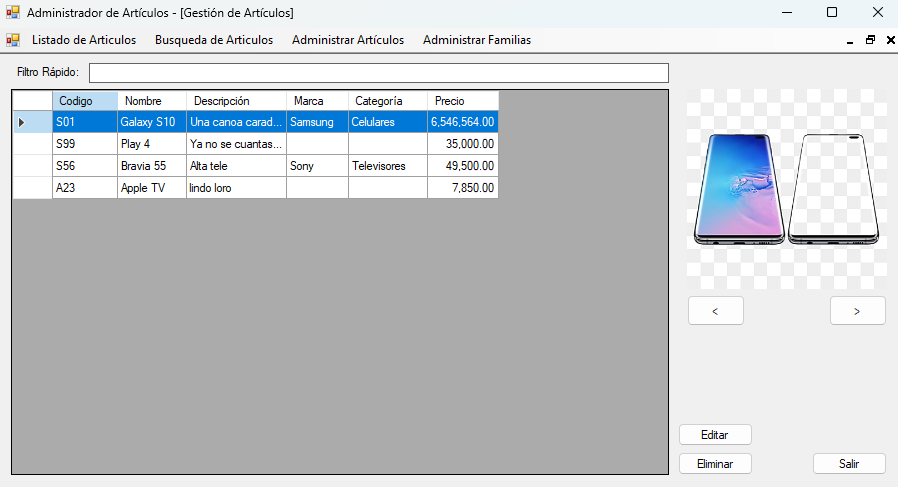 Administrador de Artículos - [Gestión de Artículos]
Listado de Articulos Busqueda de Articulos Administrar Artículos Administrar Familias
Filtro Rápido:
Codigo Nombre Descripción Marca Categoría Precio
S01 Galaxy S10 Una canoa carad... Samsung Celulares 6,546,564.00
S99 Play 4 Ya no se cuantas... 35,000.00
S56 Bravia 55 Alta tele Sony Televisores 49,500.00
A23 Apple TV lindo loro 7,850.00
< >
Editar
Eliminar Salir